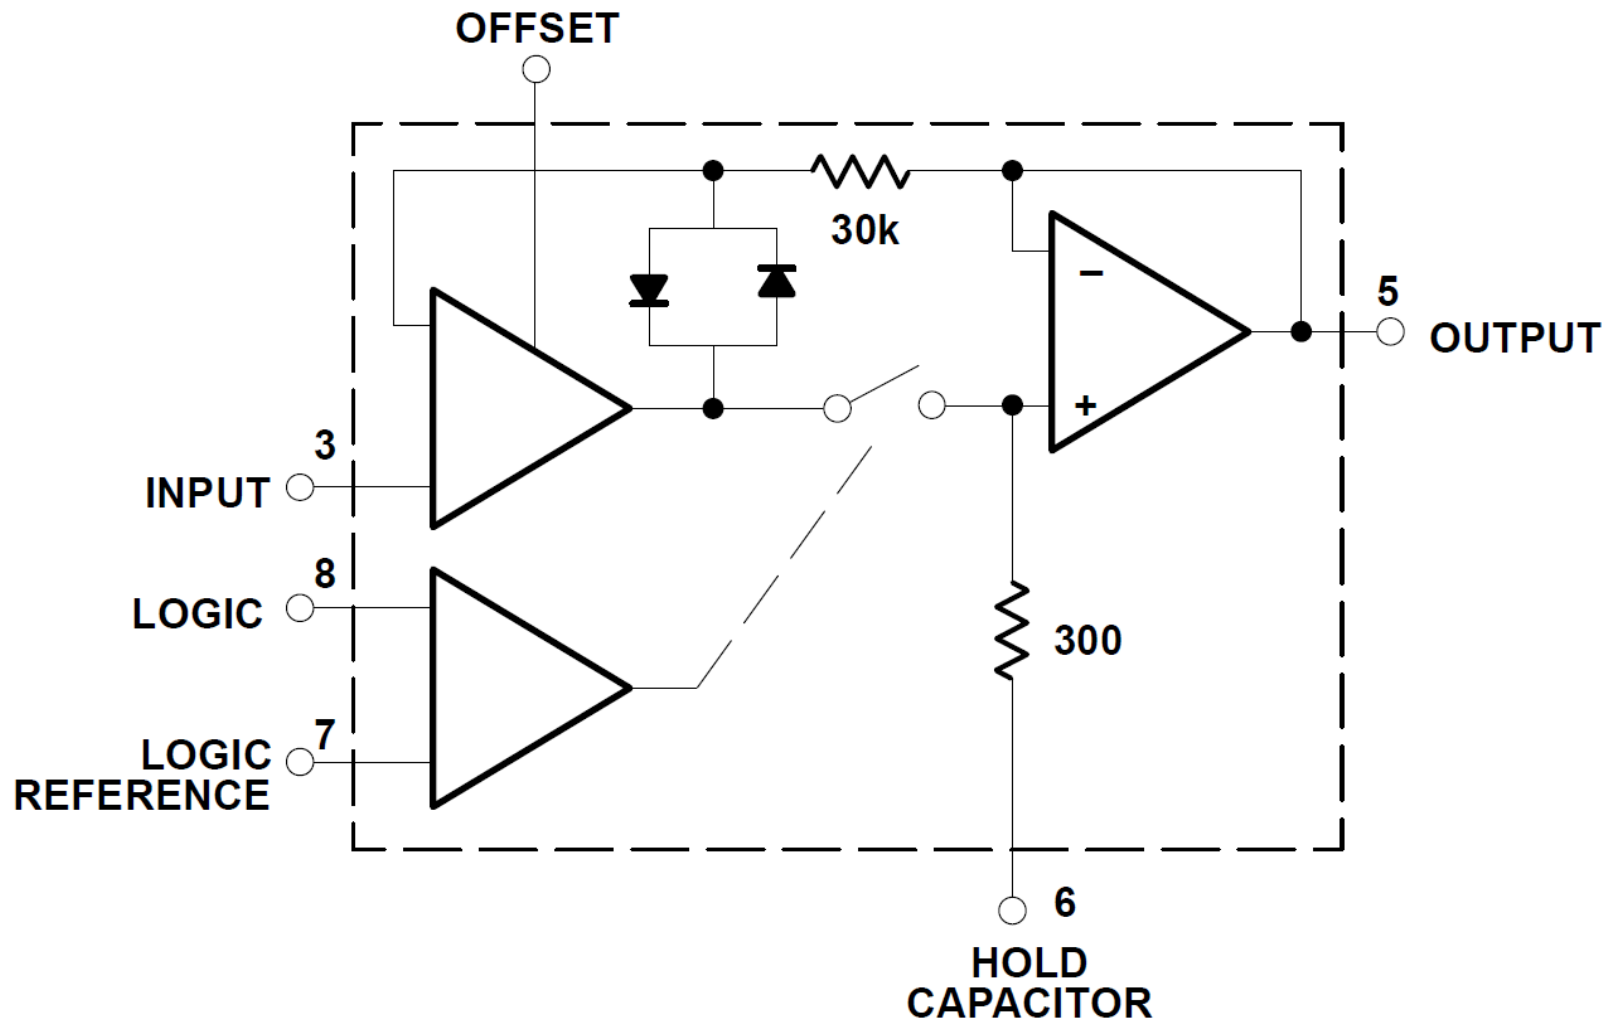 OFFSET
30k
−
5
OUTPUT
+
3
INPUT
8
LOGIC
300
7
LOGIC
REFERENCE
6
HOLD
CAPACITOR